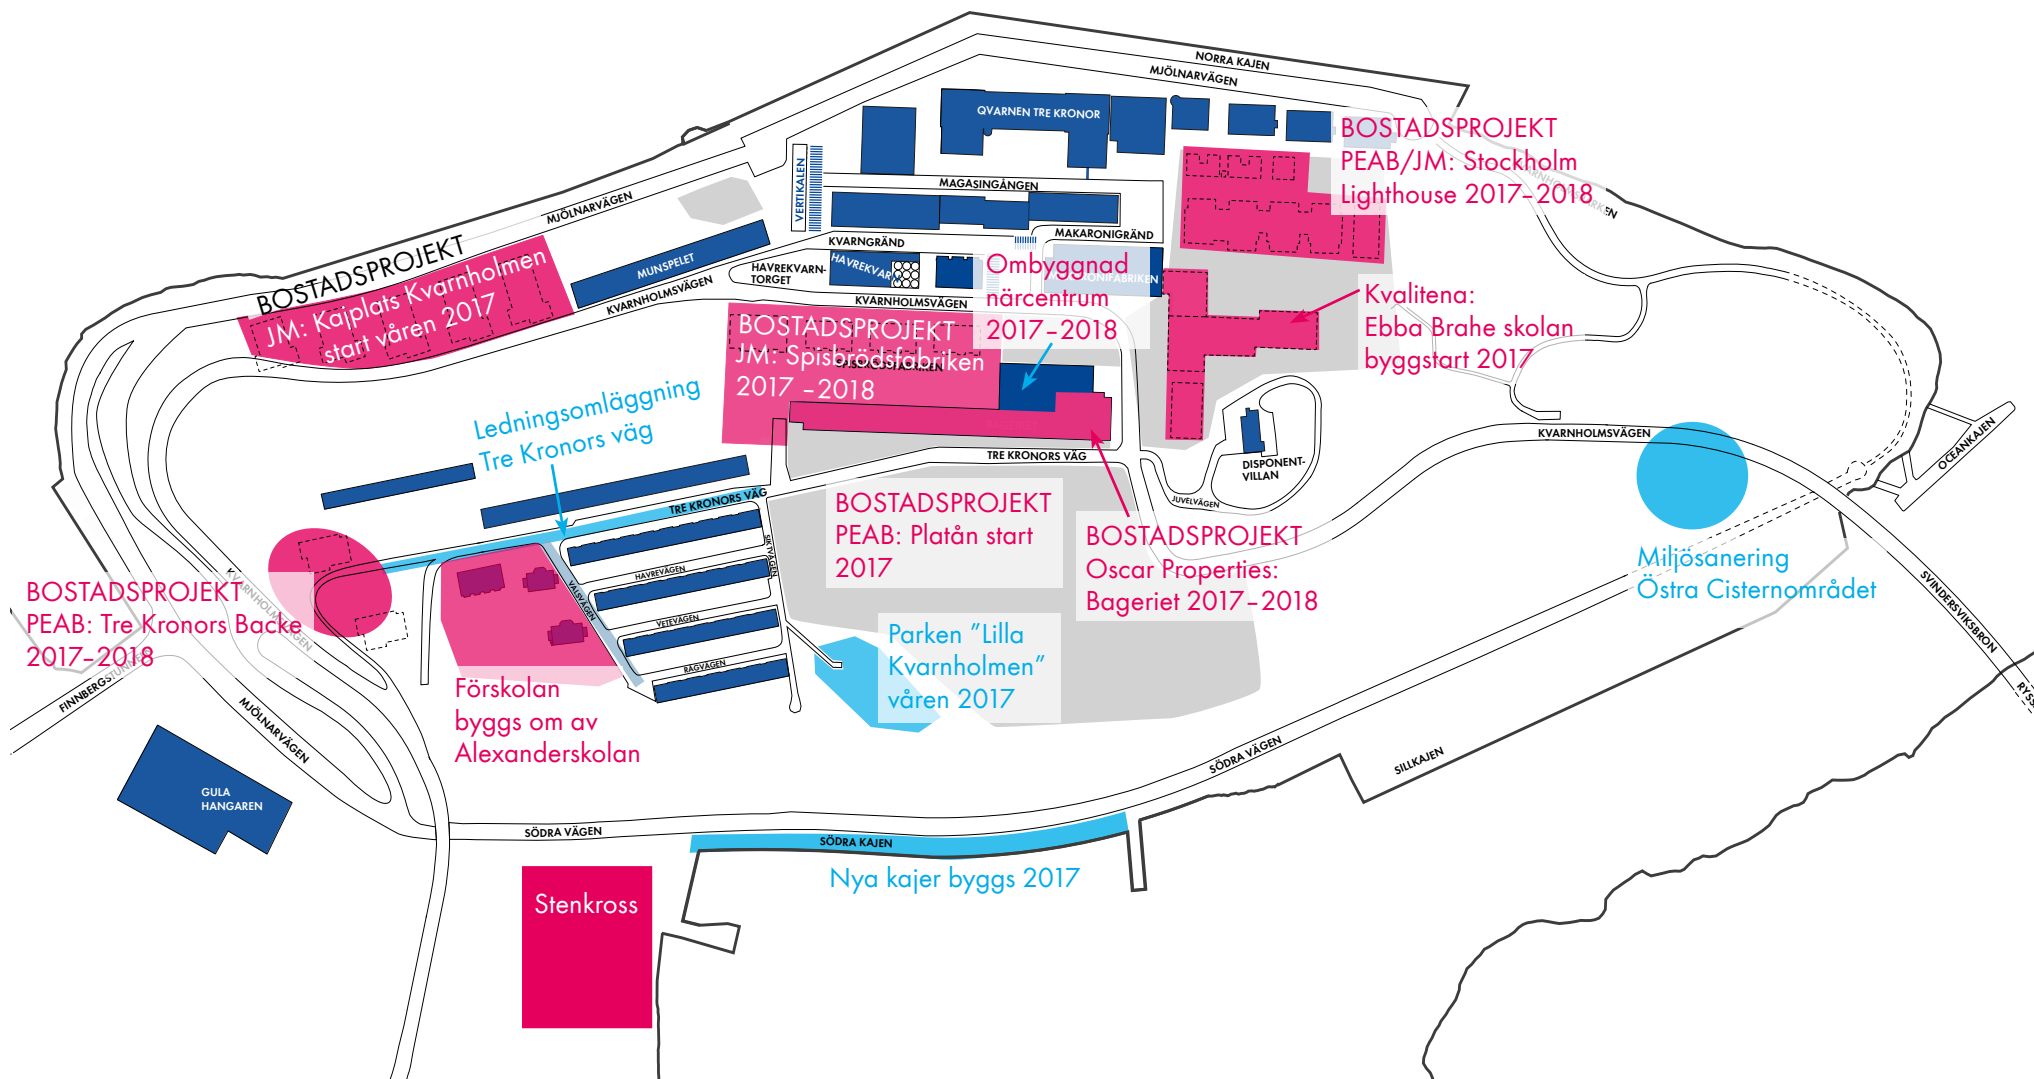 NORRA KAJEN
MJÖLNARVÄGEN
QVARNEN TRE KRONOR
BOSTADSPROJEKT
PEAB/JM: Stockholm
Lighthouse 2017–2018
MAGASINGÅNGEN
VERTIKALEN
MJÖLNARVÄGEN
KVARNGRÄND
MAKARONIGRÄND
MUNSPELET
HAVREKVARN-
TORGET
HAVREKVARN
KVARNHOLMSVÄGEN
KVARNHOLMSVÄGEN
Ombyggnad
närcentrum
2017–2018
BOSTADSPROJEKT
JM: Kajplats Kvarnholmen
start våren 2017
BOSTADSPROJEKT
JM: Spisbrödsfabriken
2017 –2018
Kvalitena:
Ebba Brahe skolan
byggstart 2017
Ledningsomläggning
Tre Kronors väg
KVARNHOLMSVÄGEN
OCEANKAJEN
DISPONENT-
VILLAN
JUVELVÄGEN
TRE KRONORS VÄG
TRE KRONORS VÄG
SIKTVÄGEN
HAVREVÄGEN
VALSVÄGEN
VETEVÄGEN
RÅGVÄGEN
BOSTADSPROJEKT
PEAB: Platån start
2017
BOSTADSPROJEKT
Oscar Properties:
Bageriet 2017–2018
Miljösanering
Östra Cisternområdet
SVINDERSVIKSBRON
BOSTADSPROJEKT
PEAB: Tre Kronors Backe
2017–2018
KVARNHOLMSVÄGEN
FINNBERGSTUNNELN
MJÖLNARVÄGEN
Förskolan
byggs om av
Alexanderskolan
Parken ”Lilla
Kvarnholmen”
våren 2017
GULA
HANGAREN
SÖDRA VÄGEN
SÖDRA VÄGEN
SILLKAJEN
SÖDRA KAJEN
Nya kajer byggs 2017
Stenkross